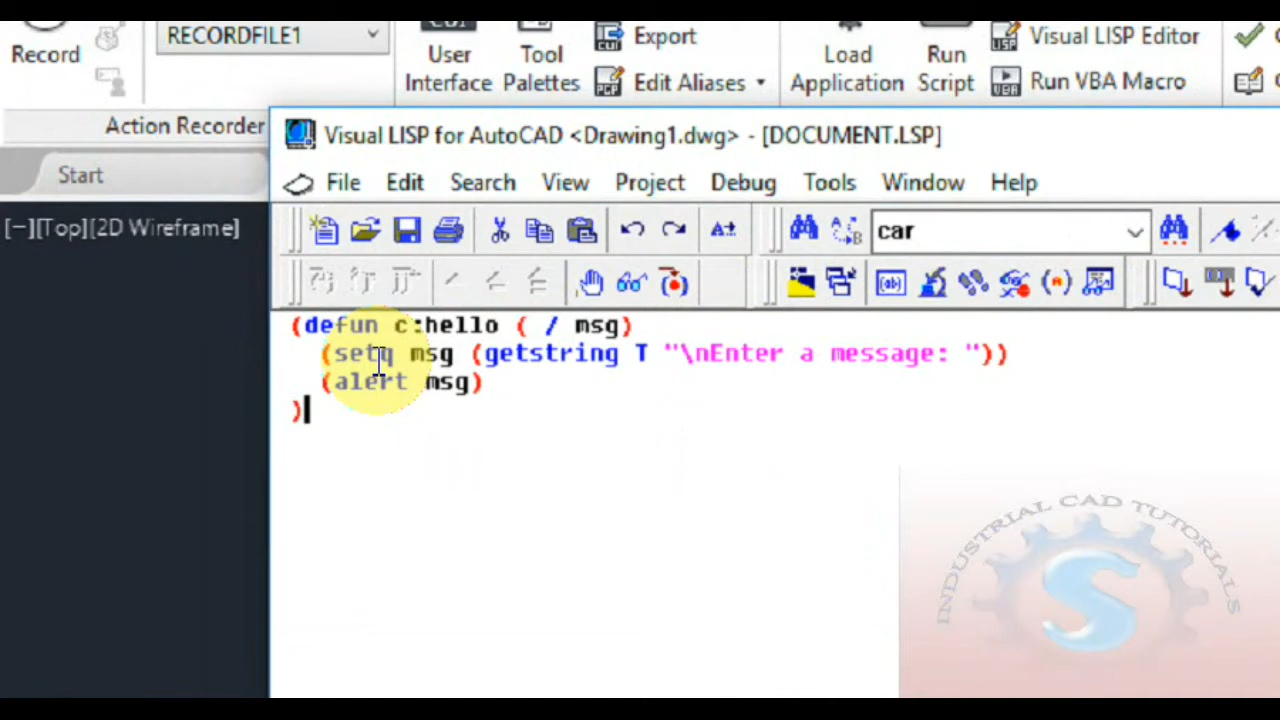 Record
RECORDFILE1
User
Interface
Tool
Palettes
Export
Edit Aliases
Load
Application
Run
Script
Visual LISP Editor
Run VBA Macro
Action Recorder
Start
[−][Top][2D Wireframe]
Visual LISP for AutoCAD <Drawing1.dwg> - [DOCUMENT.LSP]
File Edit Search View Project Debug Tools Window Help
car
(defun c:hello ( / msg)
(setq msg (getstring T "\nEnter a message: "))
(alert msg)
)
INDUSTRIAL CAD TUTORIALS
S